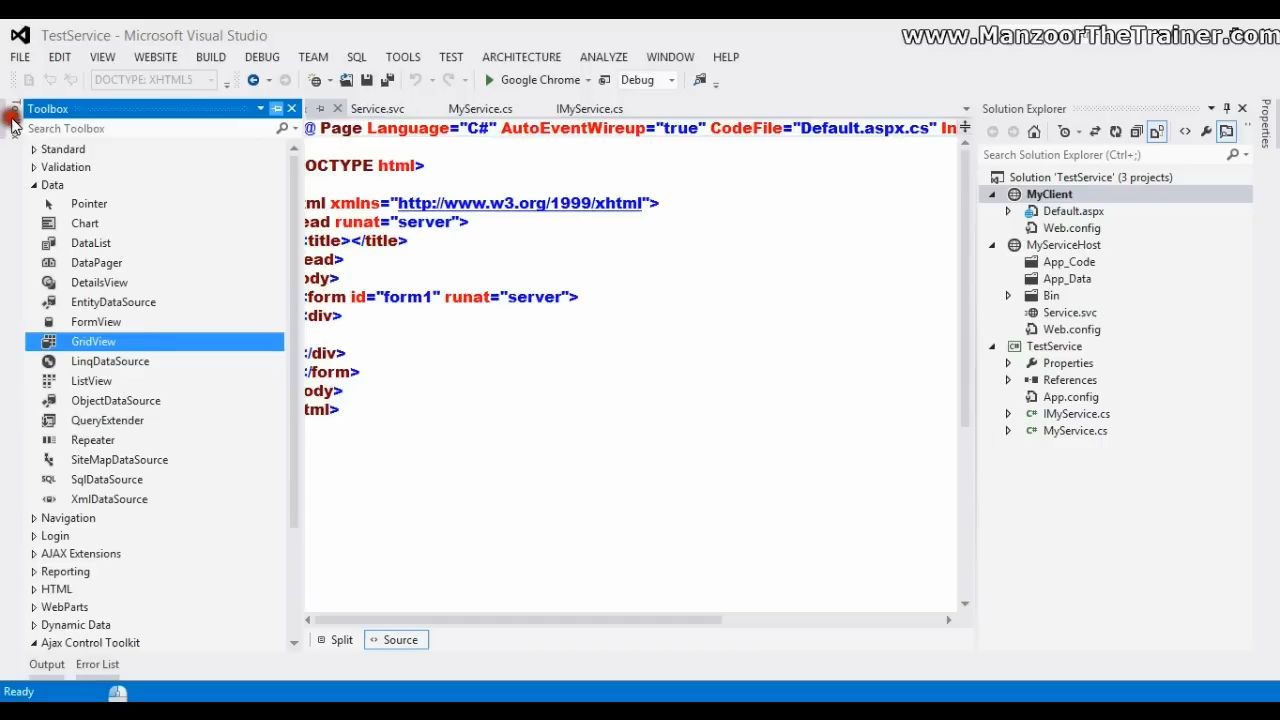 TestService - Microsoft Visual Studio
www.ManzoorTheTrainer.com
FILE EDIT VIEW WEBSITE BUILD DEBUG TEAM SQL TOOLS TEST ARCHITECTURE ANALYZE WINDOW HELP
DOCTYPE: XHTML5 Google Chrome Debug
Toolbox
Search Toolbox
Standard
Validation
Data
Pointer
Chart
DataList
DataPager
DetailsView
EntityDataSource
FormView
GridView
LinqDataSource
ListView
ObjectDataSource
QueryExtender
Repeater
SiteMapDataSource
SqlDataSource
XmlDataSource
Navigation
Login
AJAX Extensions
Reporting
HTML
WebParts
Dynamic Data
Ajax Control Toolkit
Output Error List
Service.svc MyService.cs IMyService.cs
@ Page Language="C#" AutoEventWireup="true" CodeFile="Default.aspx.cs" In
OCTYPE html>
ml xmlns="http://www.w3.org/1999/xhtml">
ead runat="server">
:title></title>
ead>
ody>
:form id="form1" runat="server">
:div>
:/div>
:/form>
ody>
tml>
Split Source
Solution Explorer
Search Solution Explorer (Ctrl+;)
Solution 'TestService' (3 projects)
MyClient
Default.aspx
Web.config
MyServiceHost
App_Code
App_Data
Bin
Service.svc
Web.config
TestService
Properties
References
App.config
IMyService.cs
MyService.cs
Properties
Ready